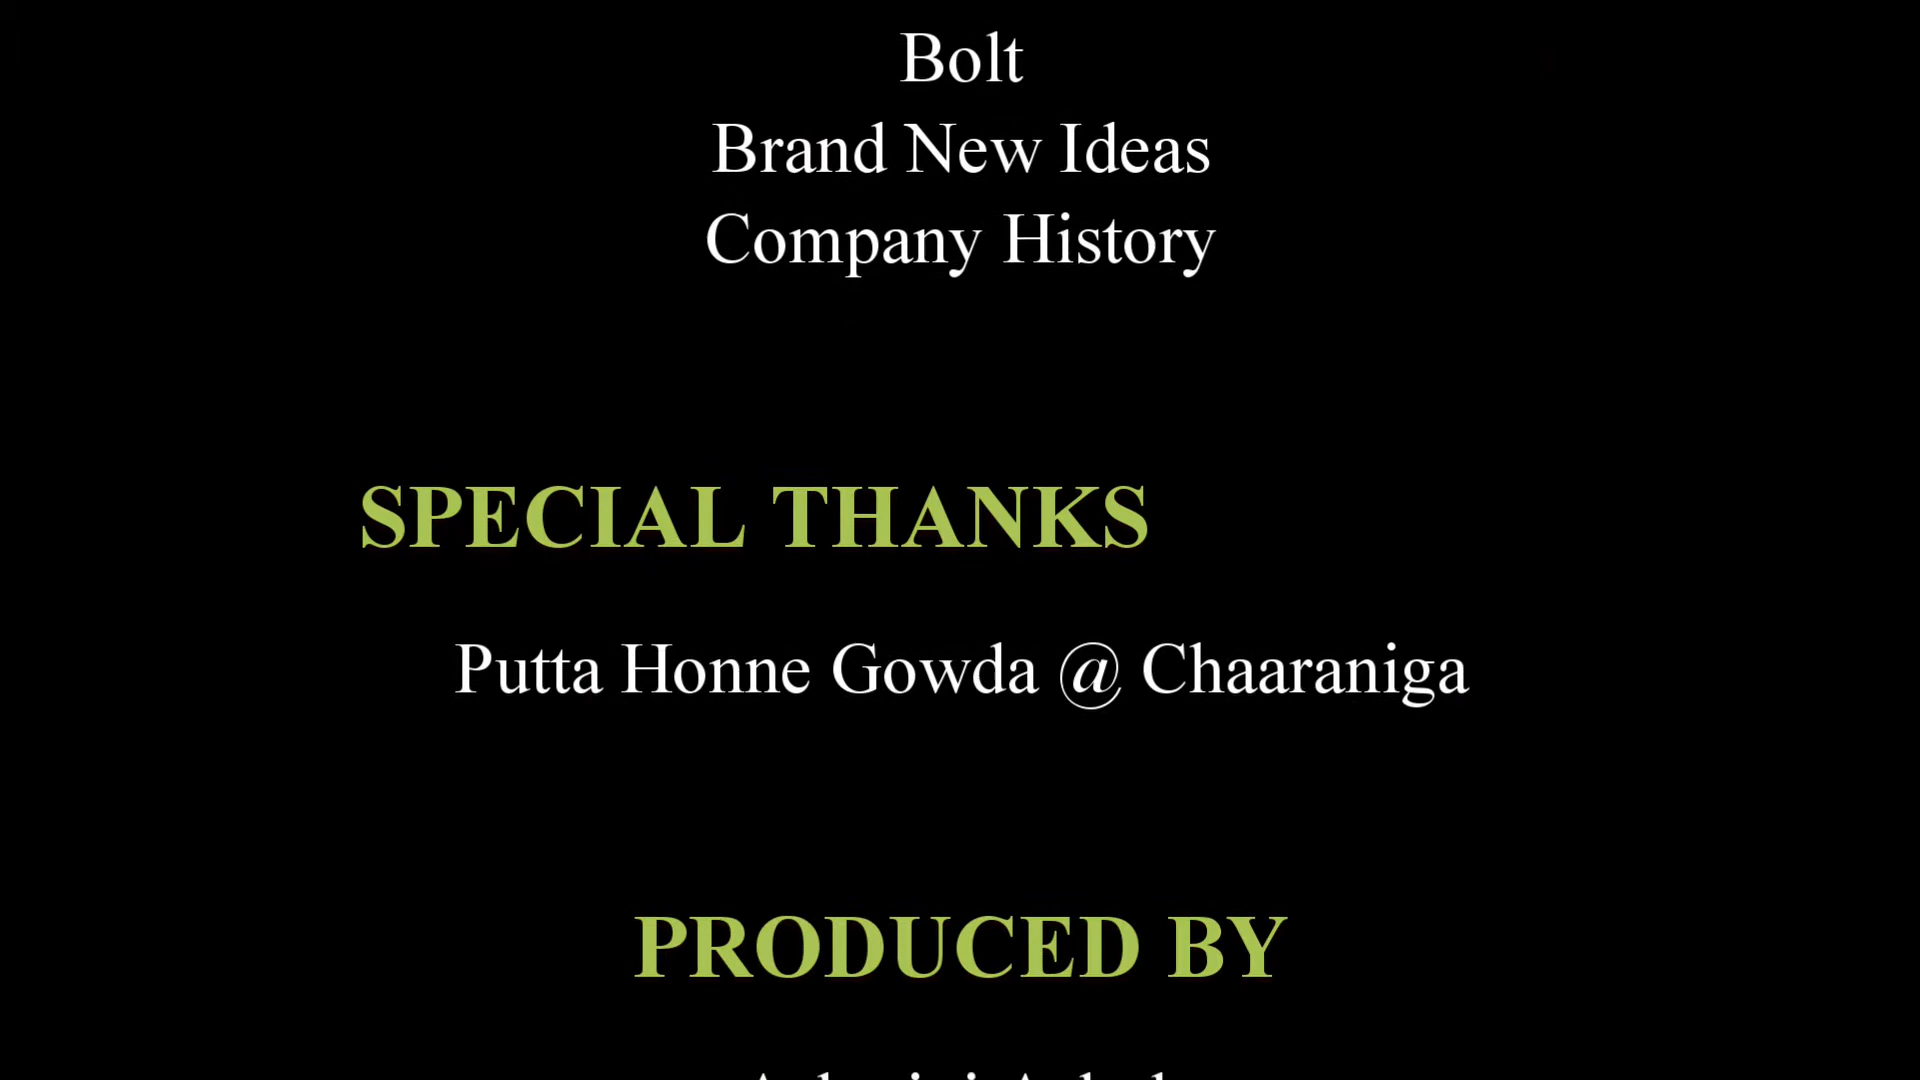 Bolt
Brand New Ideas
Company History
SPECIAL THANKS
Putta Honne Gowda @ Chaaraniga
PRODUCED BY